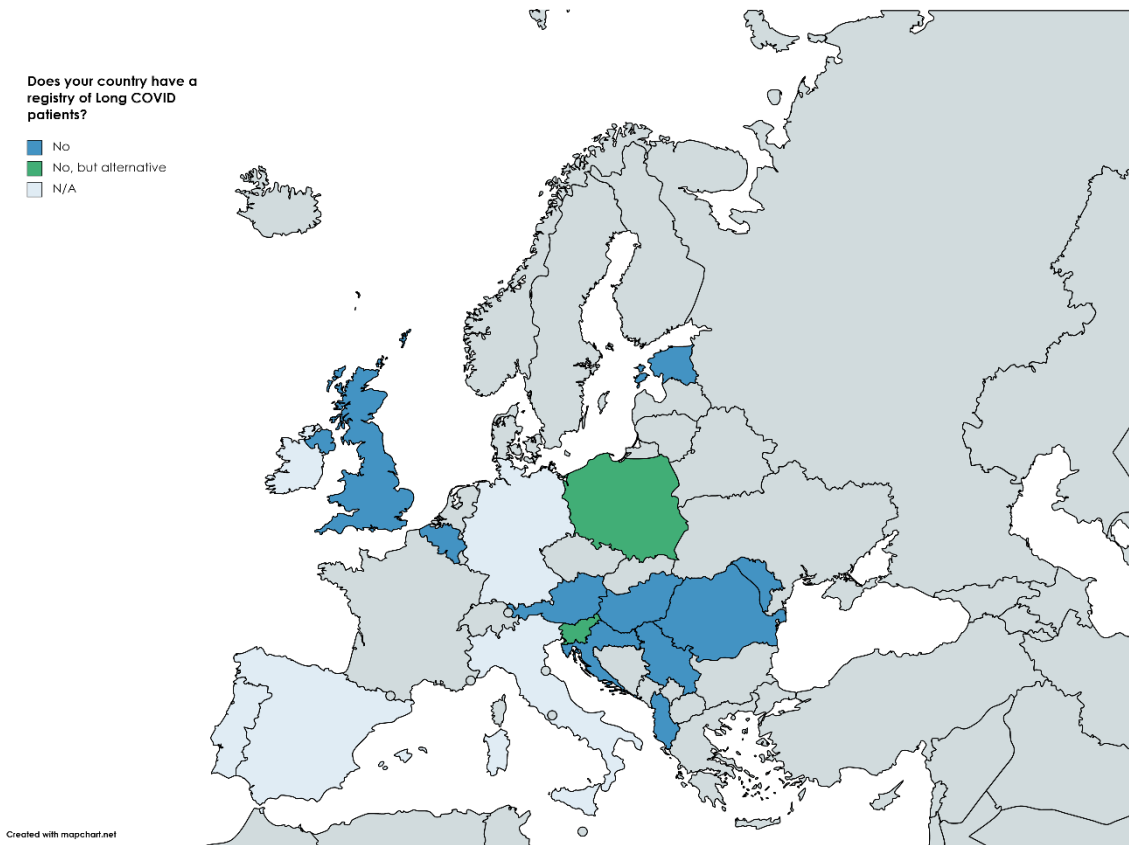 Does your country have a
registry of Long COVID
patients?
No
No, but alternative
N/A
Created with mapchart.net